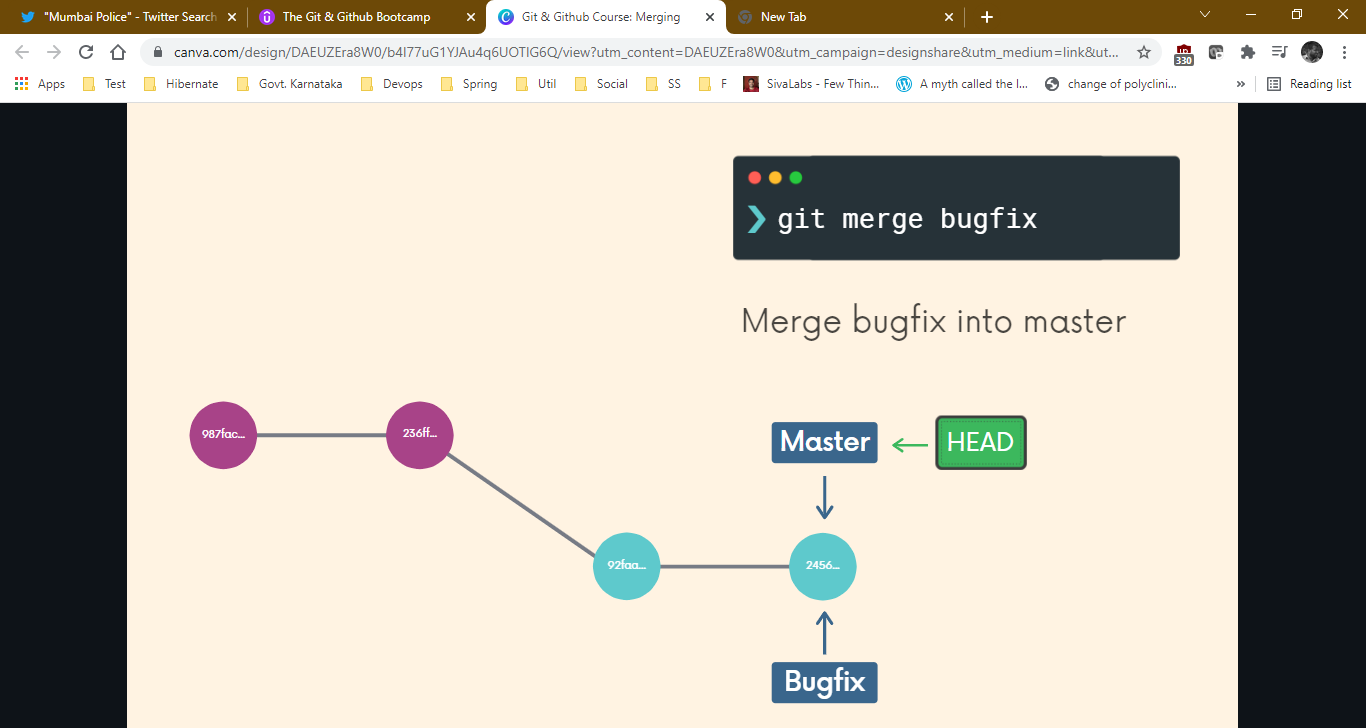 "Mumbai Police" - Twitter Search
The Git & Github Bootcamp
Git & Github Course: Merging
New Tab
canva.com/design/DAEUZEra8W0/b4I77uG1YJAu4q6UOTIG6Q/view?utm_content=DAEUZEra8W0&utm_campaign=designshare&utm_medium=link&ut...
330
Apps
Test
Hibernate
Govt. Karnataka
Devops
Spring
Util
Social
SS
F
SivaLabs - Few Thin...
A myth called the I...
change of polyclini...
»
Reading list
❯ git merge bugfix
Merge bugfix into master
987fac...
236ff...
Master
HEAD
92faa...
2456...
Bugfix